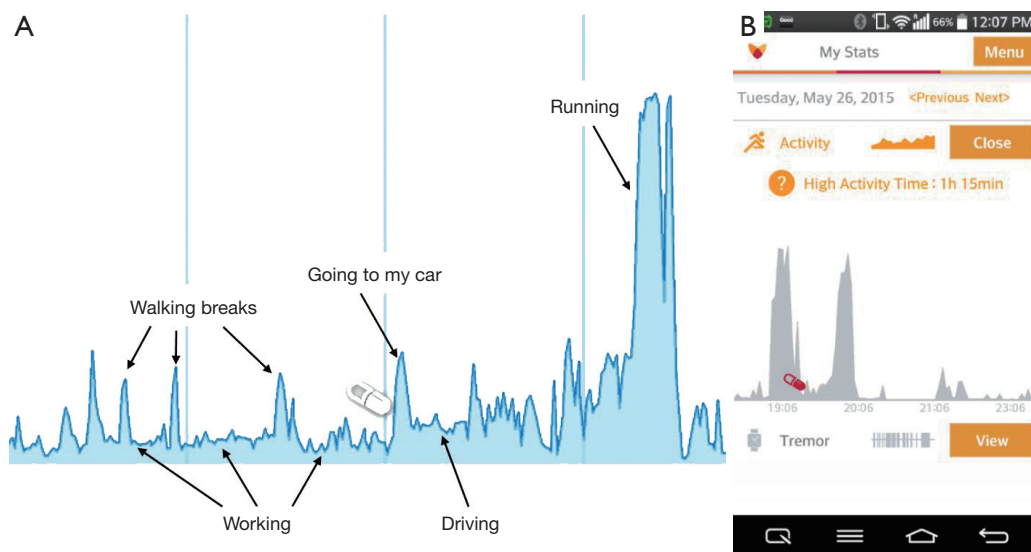 A
Running
Going to my car
Walking breaks
Working
Driving
B
66% 12:07 PM
My Stats
Menu
Tuesday, May 26, 2015 <Previous Next>
Activity
Close
? High Activity Time : 1h 15min
19:06 20:06 21:06 23:06
Tremor
View